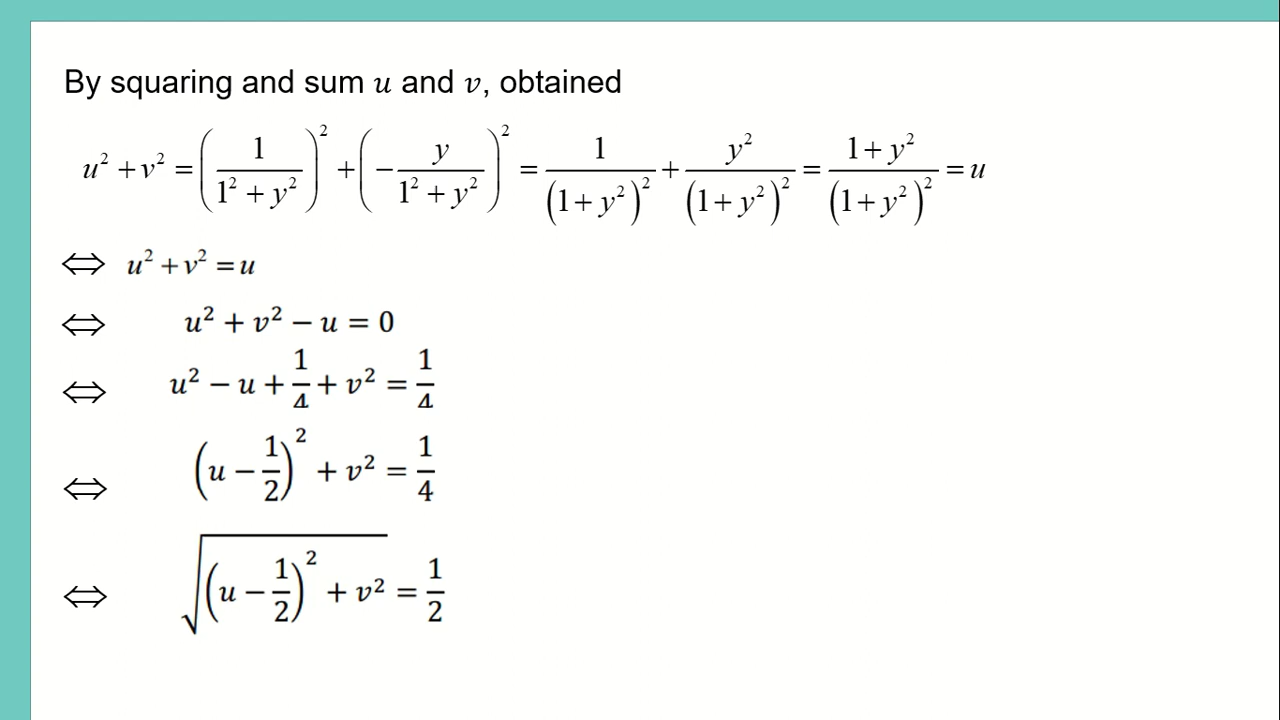 By squaring and sum u and v, obtained
u² + v² = (1/(1² + y²))² + (−y/(1² + y²))² = 1/(1 + y²)² + y²/(1 + y²)² = (1 + y²)/(1 + y²)² = u
⇔ u² + v² = u
⇔ u² + v² − u = 0
⇔ u² − u + 1/4 + v² = 1/4
⇔ (u − 1/2)² + v² = 1/4
⇔ √((u − 1/2)² + v²) = 1/2